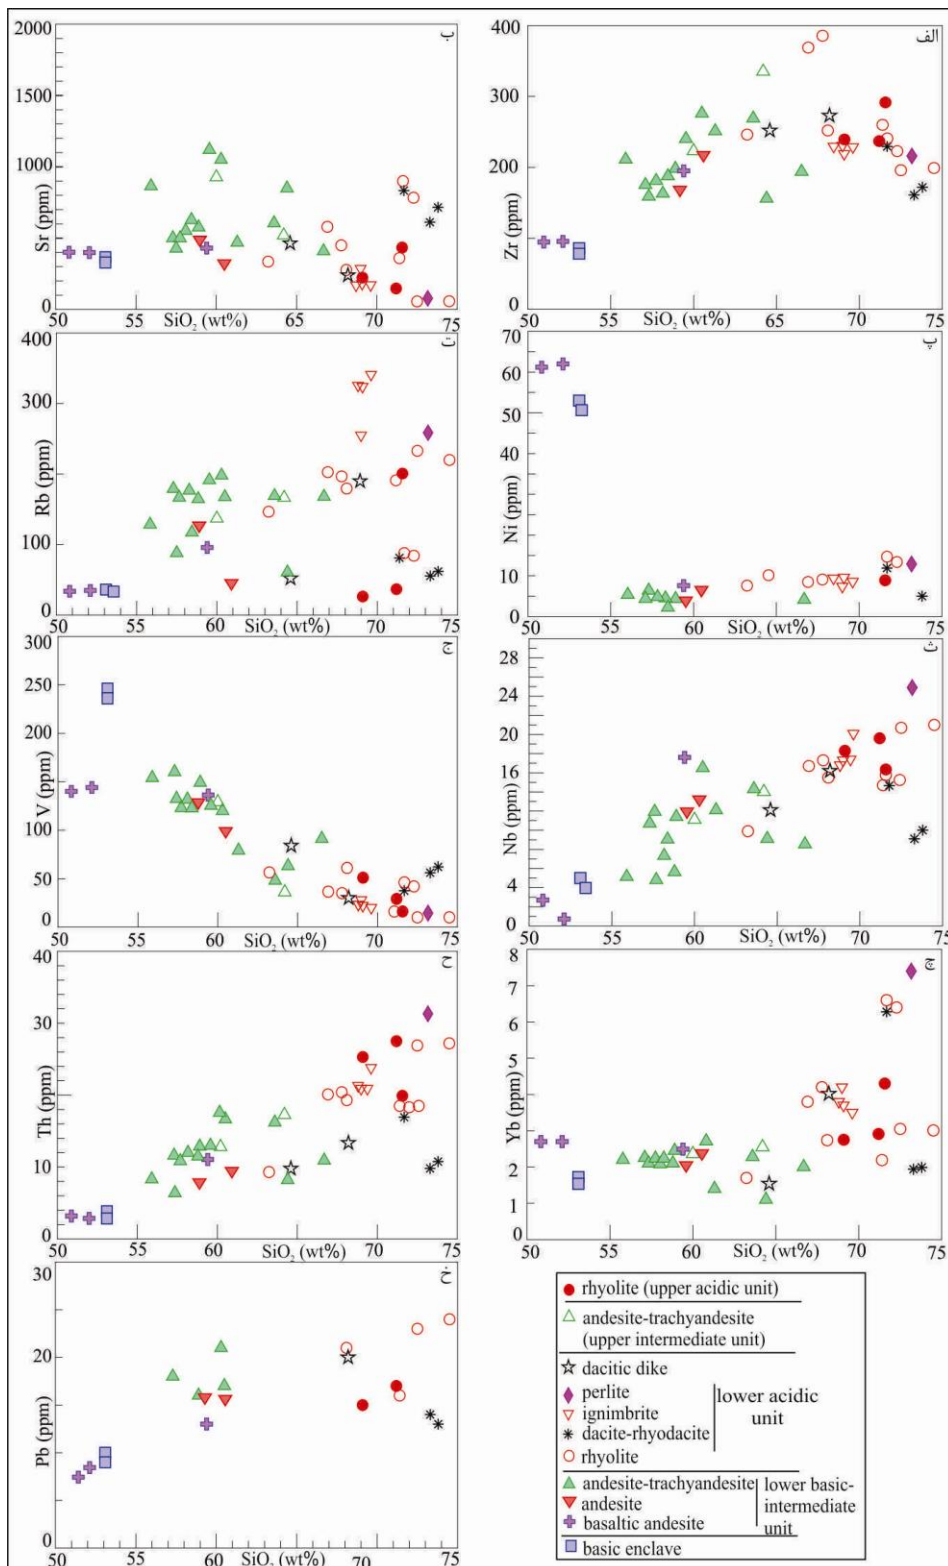 ب
2000
1500
1000
500
0
Sr (ppm)
50
55
SiO₂ (wt%)
65
70
75
الف
400
300
200
100
0
Zr (ppm)
50
55
SiO₂ (wt%)
65
70
75
ت
400
300
100
0
Rb (ppm)
50
55
60
SiO₂ (wt%)
70
75
پ
70
60
50
40
20
10
0
Ni (ppm)
50
55
60
SiO₂ (wt%)
70
75
ج
250
200
150
100
50
0
V (ppm)
50
55
60
SiO₂ (wt%)
70
75
ث
28
24
20
16
8
4
0
Nb (ppm)
50
55
60
SiO₂ (wt%)
70
75
ح
40
30
20
10
0
Th (ppm)
50
55
60
SiO₂ (wt%)
70
75
چ
8
7
6
5
4
2
1
0
Yb (ppm)
50
55
60
SiO₂ (wt%)
70
75
خ
30
20
10
0
Pb (ppm)
50
55
60
SiO₂ (wt%)
70
75
rhyolite (upper acidic unit)
andesite-trachyandesite
(upper intermediate unit)
dacitic dike
perlite
ignimbrite
dacite-rhyodacite
rhyolite
lower acidic
unit
andesite-trachyandesite
andesite
basaltic andesite
lower basic-
intermediate
unit
basic enclave